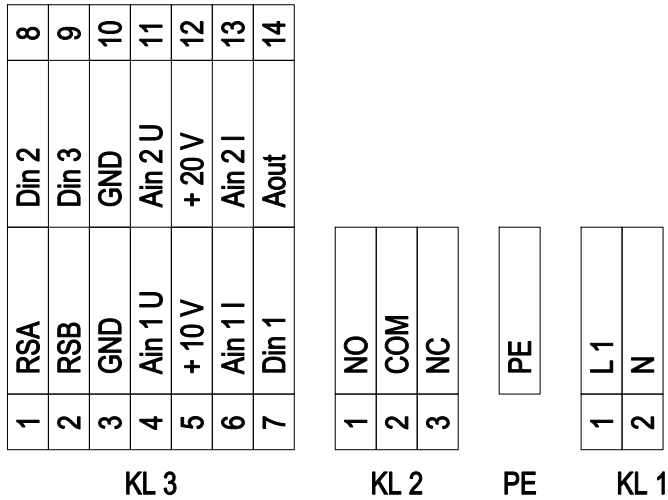 8 9 10 11 12 13 14
Din 2 Din 3 GND Ain 2 U + 20 V Ain 2 I Aout
RSA RSB GND Ain 1 U + 10 V Ain 1 I Din 1 NO COM NC PE L1 N
1 2 3 4 5 6 7 1 2 3 1 2
KL 3 KL 2 PE KL 1